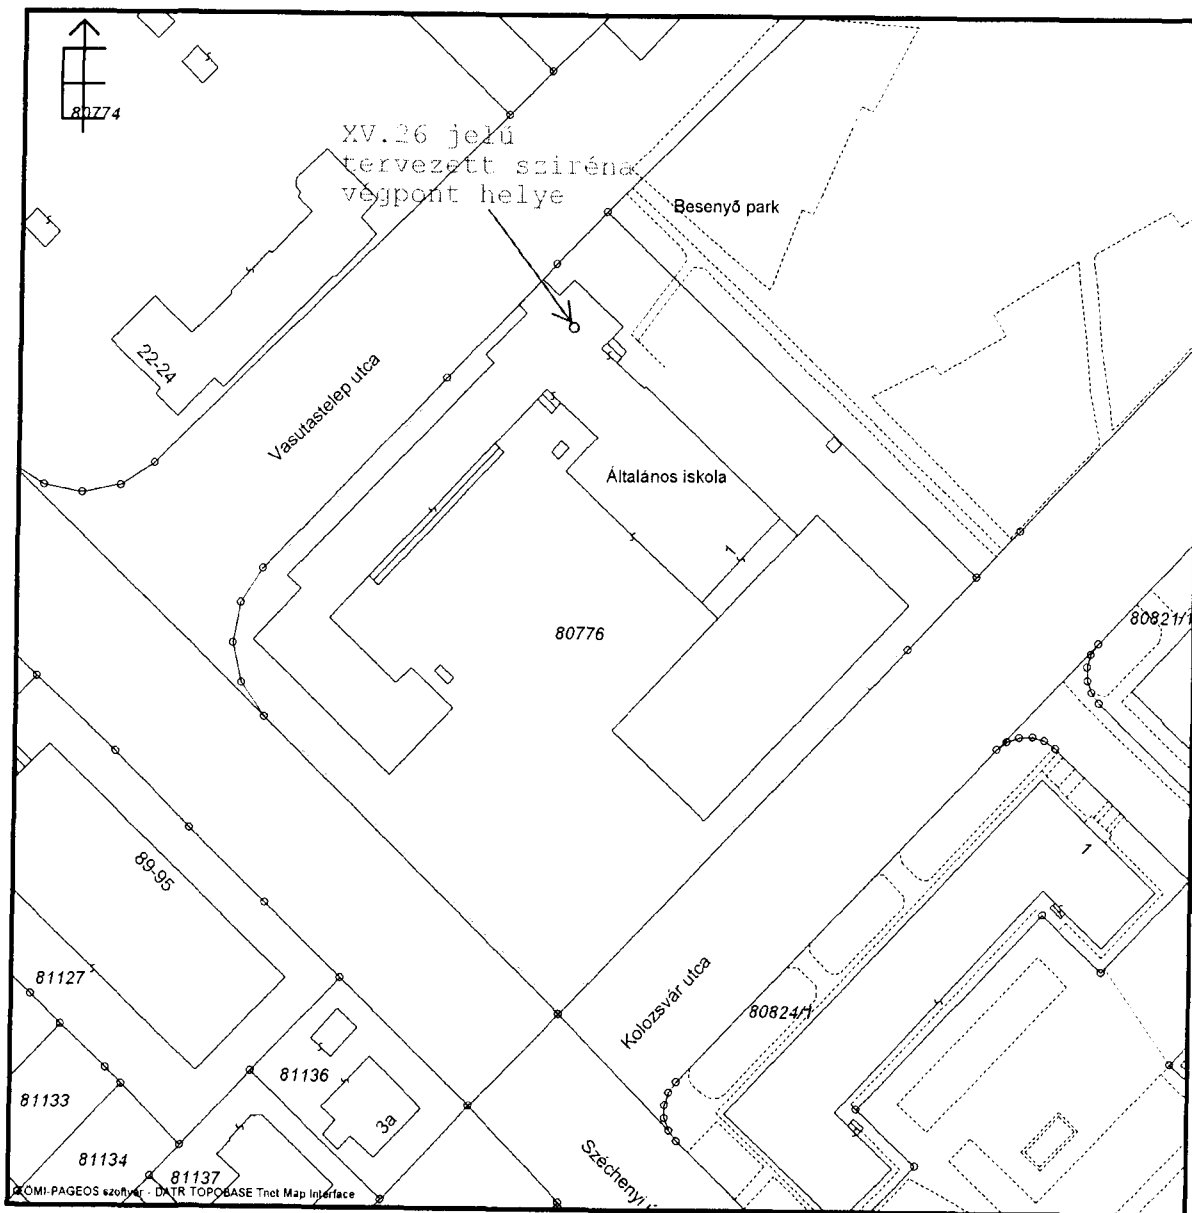 80774
XV.26 jelű
tervezett sziréna
végpont helye
Besenyő park
22-24
Vasutastelep utca
Általános iskola
1
80776
80821/1
89-95
1
81127
Kolozsvár utca
80824/1
81136
81133
3a
81134
81137
Széchenyi
FÖMI-PAGEOS szoftver - DATR TOPOBASE Tnet Map Interface